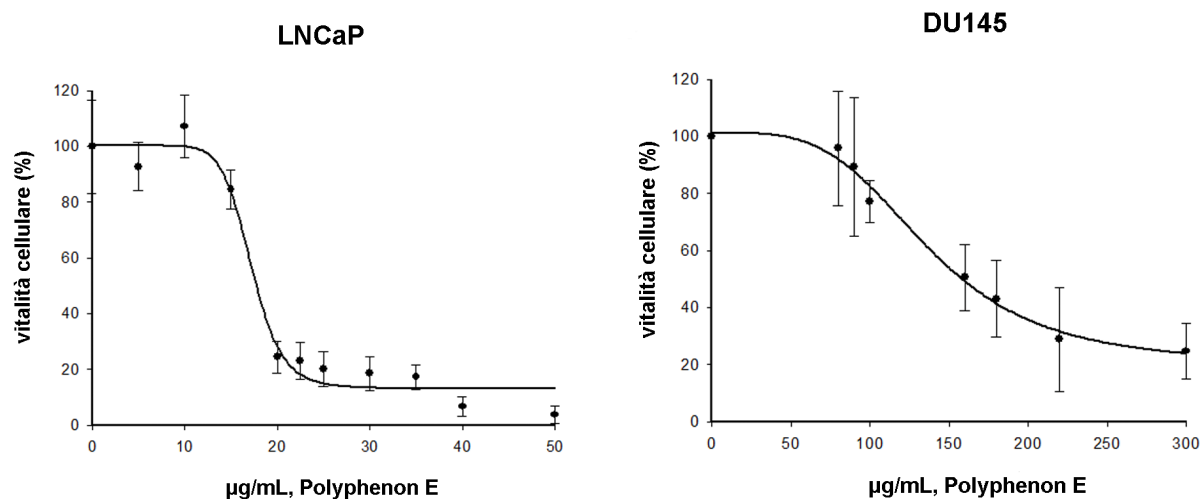 LNCaP
120
100
80
60
40
20
0
vitalità cellulare (%)
0 10 20 30 40 50
µg/mL, Polyphenon E
DU145
120
100
80
60
40
20
0
vitalità cellulare (%)
0 50 100 150 200 250 300
µg/mL, Polyphenon E